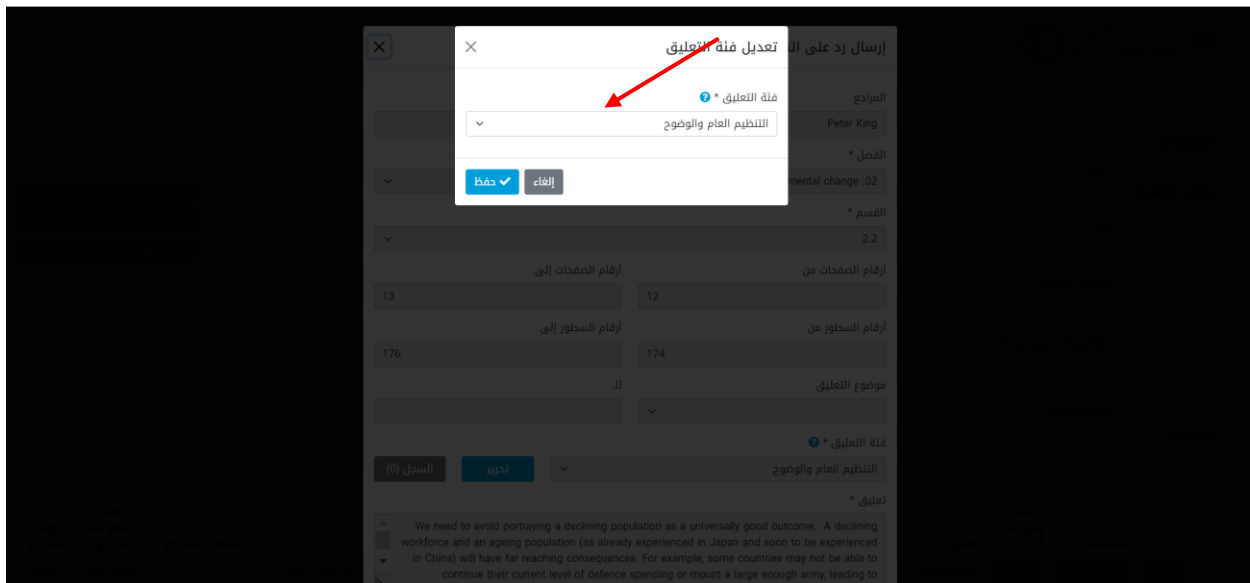 تعديل فئة التعليق
فئة التعليق *
التنظيم العام والوضوح
إلغاء
حفظ
إرسال رد على
المراجع
Peter King
الفصل *
mental change .02
القسم *
2.2
أرقام الصفحات من
أرقام الصفحات إلى
12
13
أرقام السطور من
أرقام السطور إلى
174
176
موضوع التعليق
لا.
فئة التعليق *
التنظيم العام والوضوح
تحرير
السجل (0)
تعليق *
We need to avoid portraying a declining population as a universally good outcome. A declining
workforce and an ageing population (as already experienced in Japan and soon to be experienced
in China) will have far reaching consequences. For example, some countries may not be able to
continue their current level of defence spending or mount a large enough army, leading to